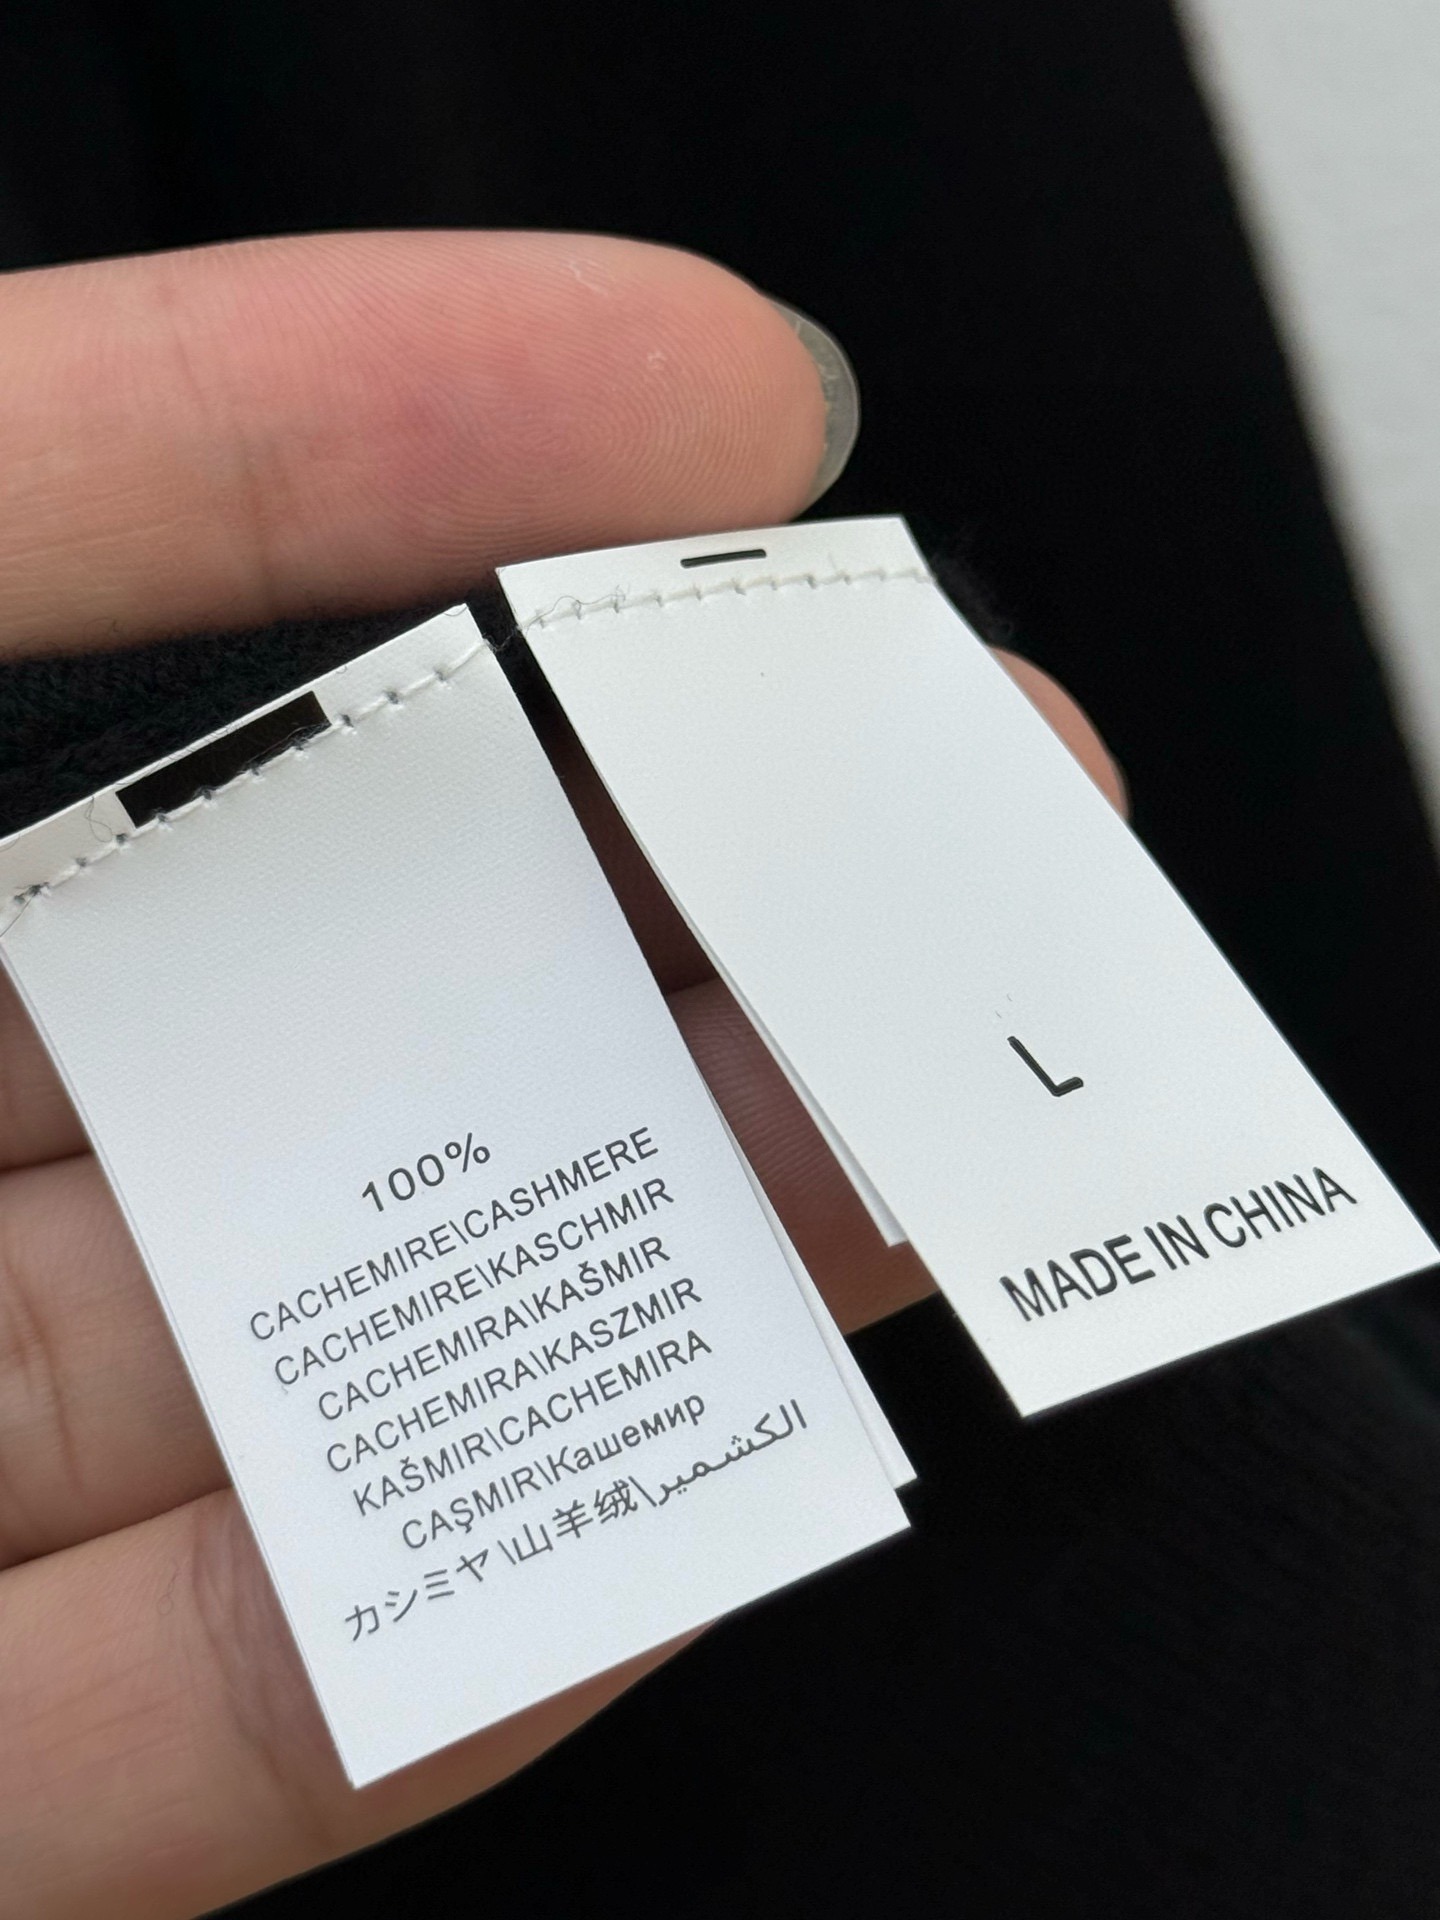 100%
CACHEMIRE\CASHMERE
CACHEMIRE\KASCHMIR
CACHEMIRA\KAŠMIR
CACHEMIRA\KASZMIR
KAŠMIR\CACHEMIRA
CAŞMIR\Кашемир
カシミヤ\山羊绒\الكشمير
L
MADE IN CHINA